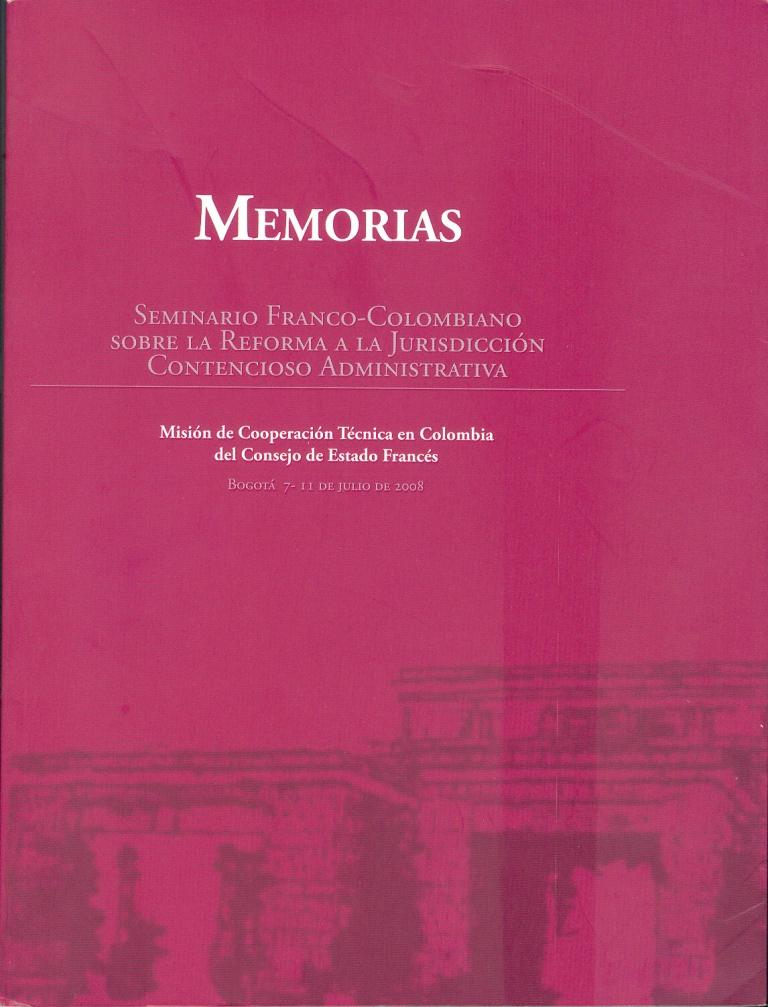 MEMORIAS
SEMINARIO FRANCO-COLOMBIANO
SOBRE LA REFORMA A LA JURISDICCIÓN
CONTENCIOSO ADMINISTRATIVA
Misión de Cooperación Técnica en Colombia
del Consejo de Estado Francés
BOGOTÁ 7- 11 DE JULIO DE 2008